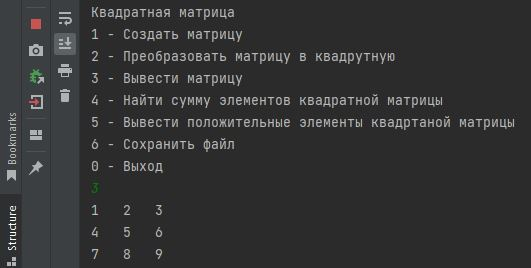 Квадратная матрица
1 - Создать матрицу
2 - Преобразовать матрицу в квадрутную
3 - Вывести матрицу
4 - Найти сумму элементов квадратной матрицы
5 - Вывести положительные элементы квадртаной матрицы
6 - Сохранить файл
0 - Выход
3
1 2 3
4 5 6
7 8 9
Bookmarks
Structure